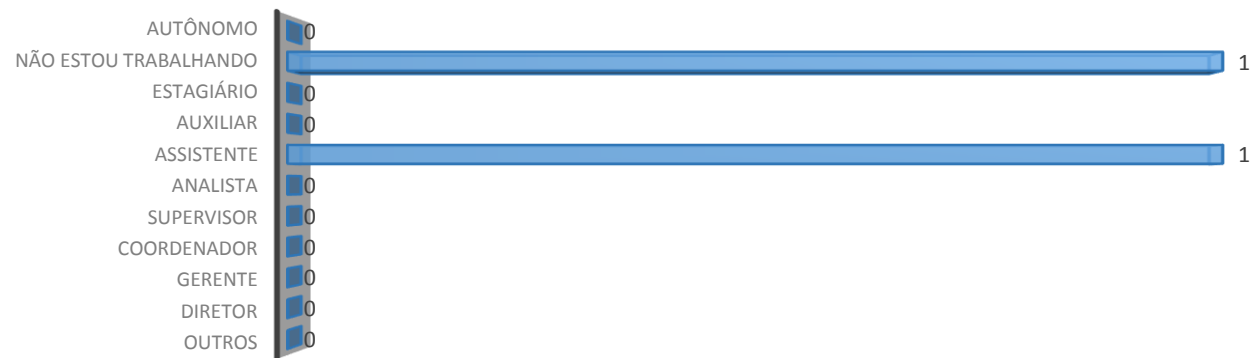 AUTÔNOMO 0
NÃO ESTOU TRABALHANDO 1
ESTAGIÁRIO 0
AUXILIAR 0
ASSISTENTE 1
ANALISTA 0
SUPERVISOR 0
COORDENADOR 0
GERENTE 0
DIRETOR 0
OUTROS 0